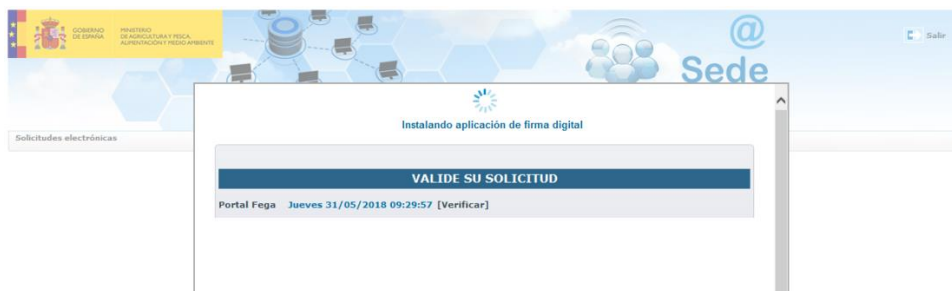 GOBIERNO
DE ESPAÑA
MINISTERIO
DE AGRICULTURA Y PESCA,
ALIMENTACIÓN Y MEDIO AMBIENTE
@
Sede
Salir
Solicitudes electrónicas
Instalando aplicación de firma digital
VALIDE SU SOLICITUD
Portal Fega Jueves 31/05/2018 09:29:57 [Verificar]